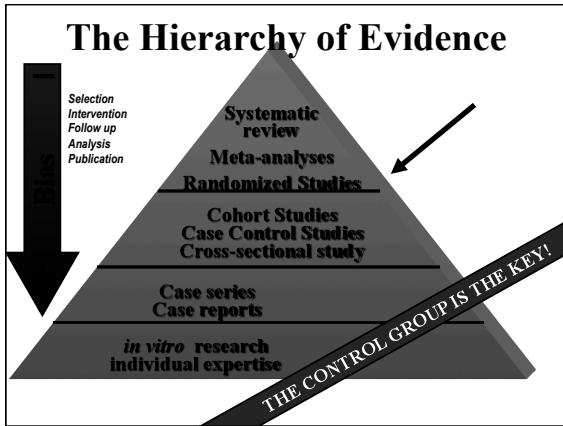 The Hierarchy of Evidence
Bias
Selection
Intervention
Follow up
Analysis
Publication
Systematic
review
Meta-analyses
Randomized Studies
Cohort Studies
Case Control Studies
Cross-sectional study
Case series
Case reports
in vitro research
individual expertise
THE CONTROL GROUP IS THE KEY!